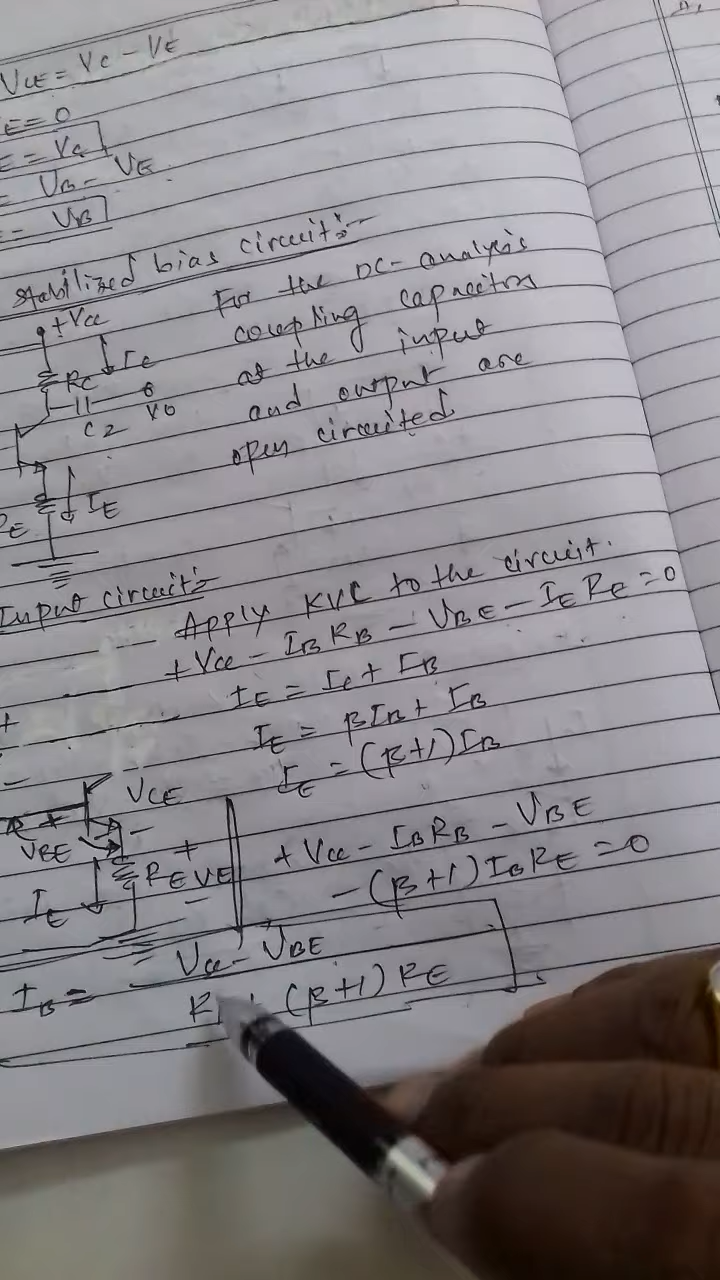 VCE = VC - VE
E = 0
E = VC
= VB - VE
= VB
stabilized bias circuit:-
+Vcc
RC
IC
C2
V0
RE
IE
For the DC-analysis
coupling capacitors
at the input
and output are
open circuited
Input circuit:-
Apply KVL to the circuit.
+Vcc - IBRB - VBE - IERE = 0
IE = IC + IB
IE = βIB + IB
IE = (β+1)IB
+
-
VCE
+
-
VBE
+
RE VE
-
IE
+Vcc - IBRB - VBE
- (β+1)IBRE = 0
IB = Vcc - VBE
(β+1)RE